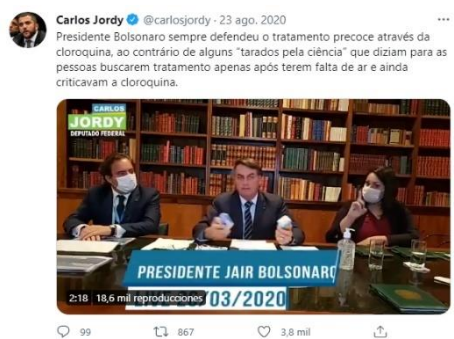 Carlos Jordy @carlosjordy · 23 ago. 2020
Presidente Bolsonaro sempre defendeu o tratamento precoce através da
cloroquina, ao contrário de alguns "tarados pela ciência" que diziam para as
pessoas buscarem tratamento apenas após terem falta de ar e ainda
criticavam a cloroquina.
CARLOS
JORDY
DEPUTADO FEDERAL
PRESIDENTE JAIR BOLSONARO
2:18 18,6 mil reproducciones
/03/2020
99 867 3,8 mil